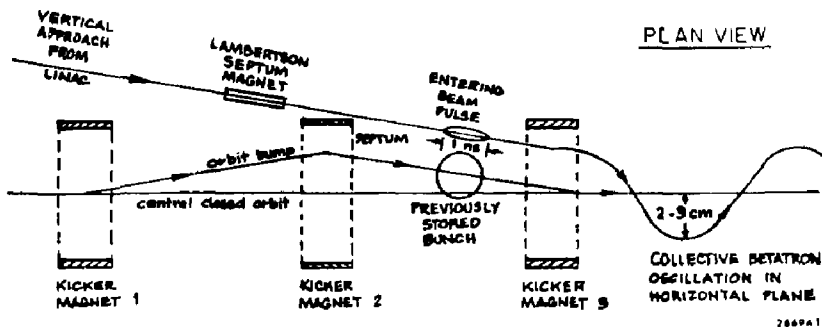 PLAN VIEW
VERTICAL
APPROACH
FROM
LINAC
LAMBERTSON
SEPTUM
MAGNET
ENTERING
BEAM
PULSE
1 ns
SEPTUM
orbit bump
central closed orbit
PREVIOUSLY
STORED
BUNCH
2-3 cm
KICKER
MAGNET 1
KICKER
MAGNET 2
KICKER
MAGNET 3
COLLECTIVE BETATRON
OSCILLATION IN
HORIZONTAL PLANE
2669A1